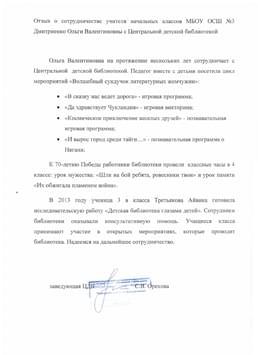 Отзыв о сотрудничестве учителя начальных классов МБОУ ОСШ №3
Дмитриенко Ольги Валентиновны с Центральной детской библиотекой
Ольга Валентиновна на протяжении нескольких лет сотрудничает с
Центральной детской библиотекой. Педагог вместе с детьми посетили цикл
мероприятий «Волшебный сундучок литературных жемчужин»:
• «В сказку нас ведет дорога» - игровая программа;
• «Да здравствует Чукландия» - игровая викторина;
• «Космическое приключение веселых друзей» - познавательная
игровая программа;
• «И вырос город среди тайги…» - познавательная программа о
Нягани;
К 70-летию Победы работники библиотеки провели классные часы в 4
классе: урок мужества: «Шли на бой ребята, ровесники твои» и урок памяти
«Их обжигала пламенем война».
В 2013 году ученица 3 в класса Третьякова Айвика готовила
исследовательскую работу «Детская библиотека глазами детей». Сотрудники
библиотеки оказывали консультативную помощь. Учащиеся класса
принимают участие в открытых мероприятиях, которые проводит
библиотека. Надеемся на дальнейшее сотрудничество.
заведующая ЦДБ С.Я Орехова